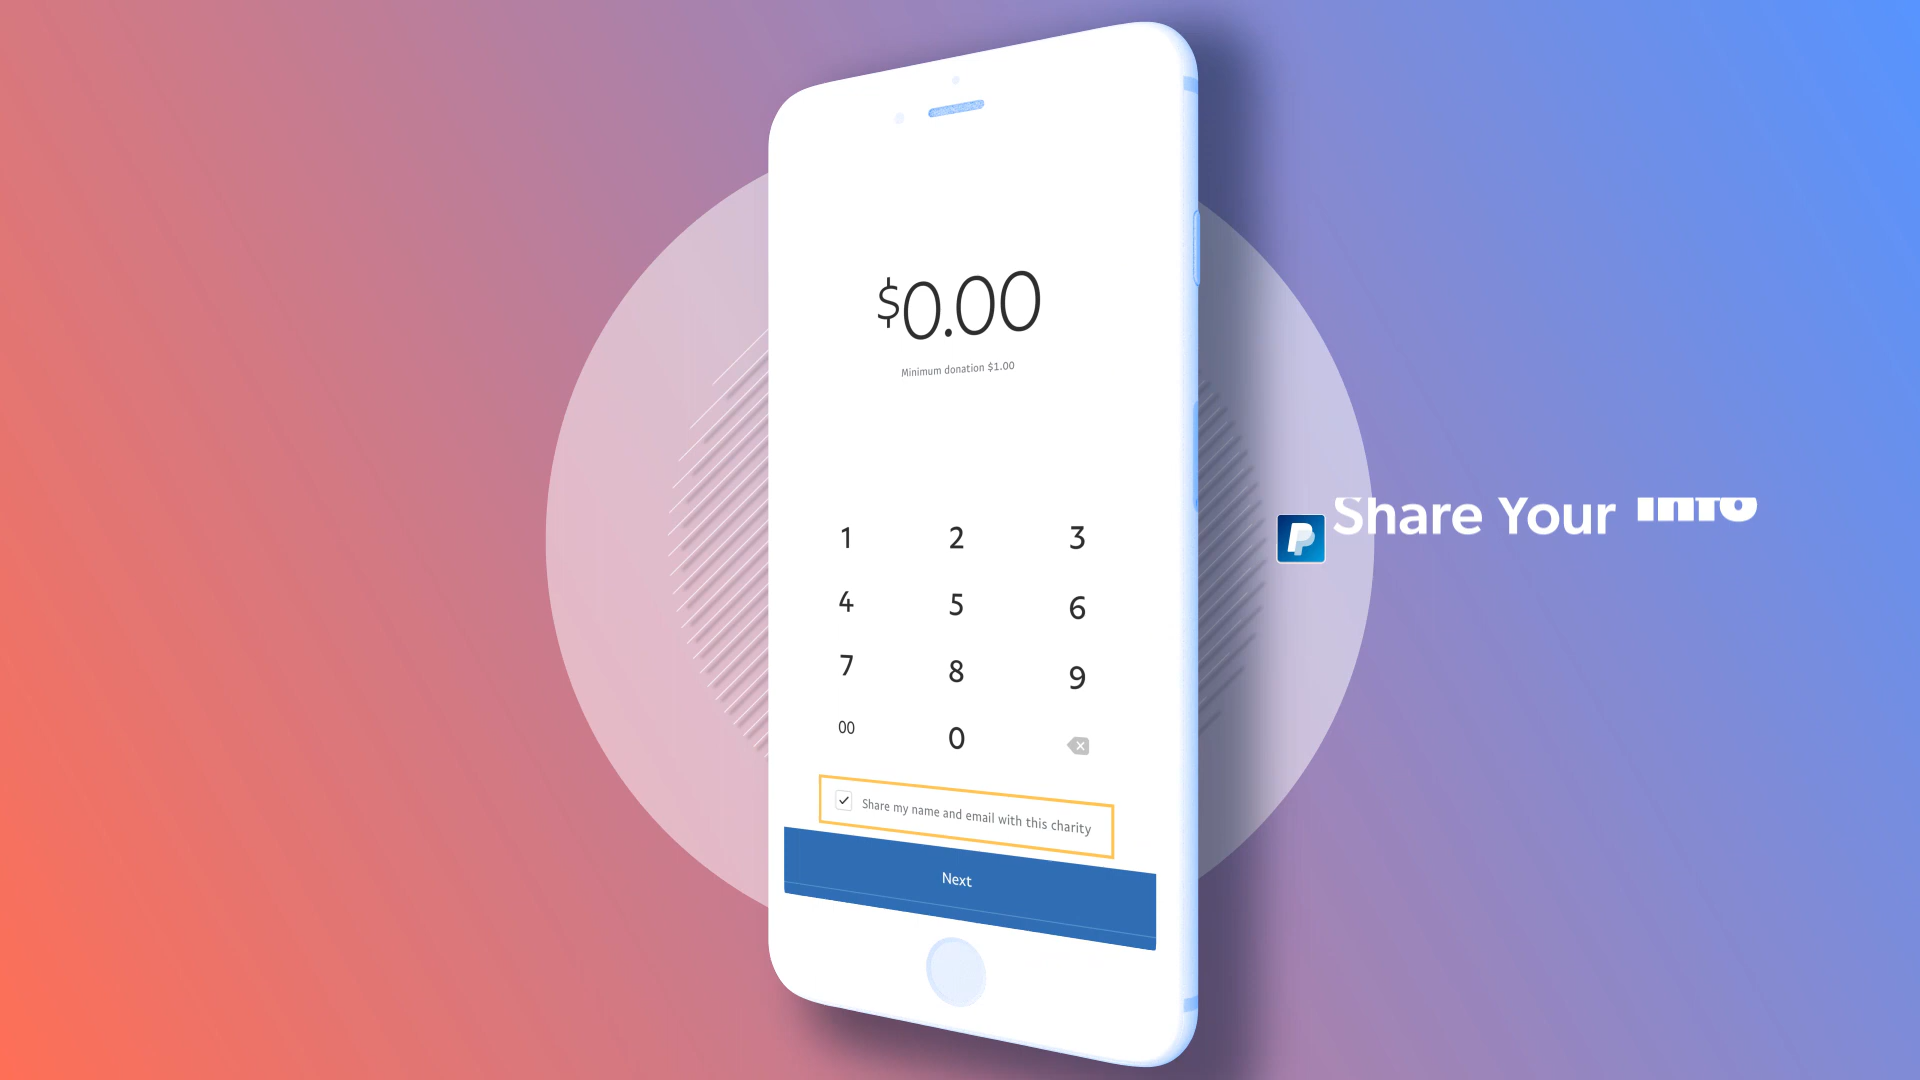 $0.00
Minimum donation $1.00
1 2 3
4 5 6
7 8 9
00 0
Share my name and email with this charity
Next
Share Your Info